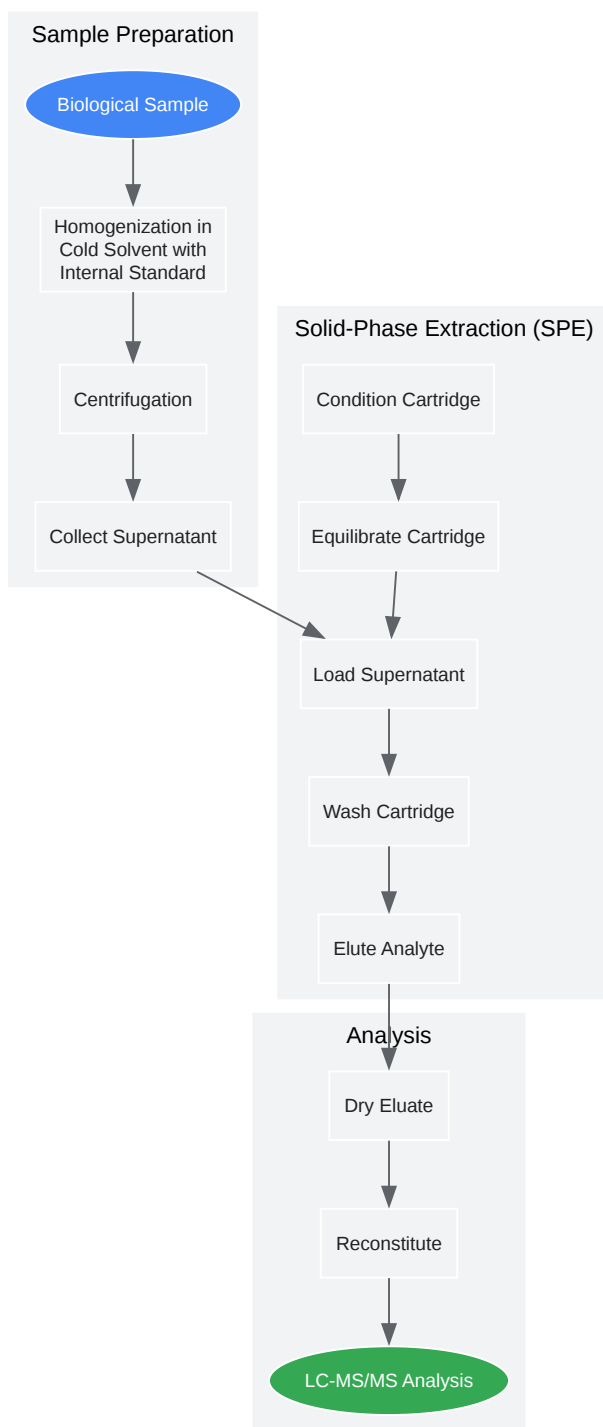 Sample Preparation
Biological Sample
Homogenization in
Cold Solvent with
Internal Standard
Centrifugation
Collect Supernatant
Solid-Phase Extraction (SPE)
Condition Cartridge
Equilibrate Cartridge
Load Supernatant
Wash Cartridge
Elute Analyte
Analysis
Dry Eluate
Reconstitute
LC-MS/MS Analysis